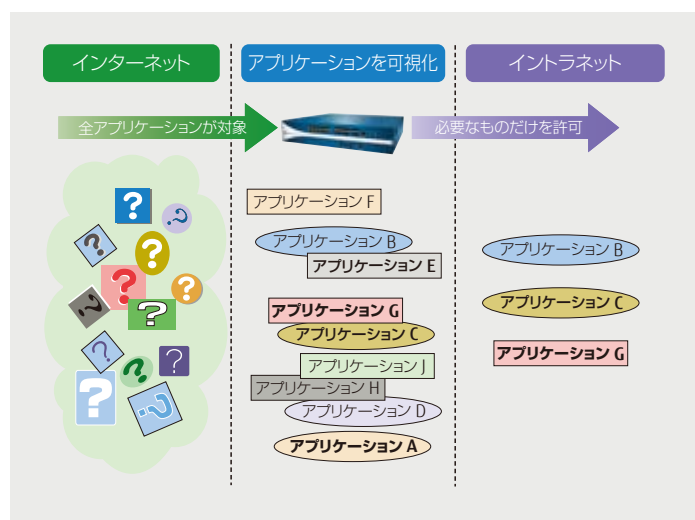 インターネット
アプリケーションを可視化
イントラネット
全アプリケーションが対象
必要なものだけを許可
?
?
?
?
?
?
?
?
?
?
?
?
?
アプリケーション F
アプリケーション B
アプリケーション E
アプリケーション G
アプリケーション C
アプリケーション J
アプリケーション H
アプリケーション D
アプリケーション A
アプリケーション B
アプリケーション C
アプリケーション G